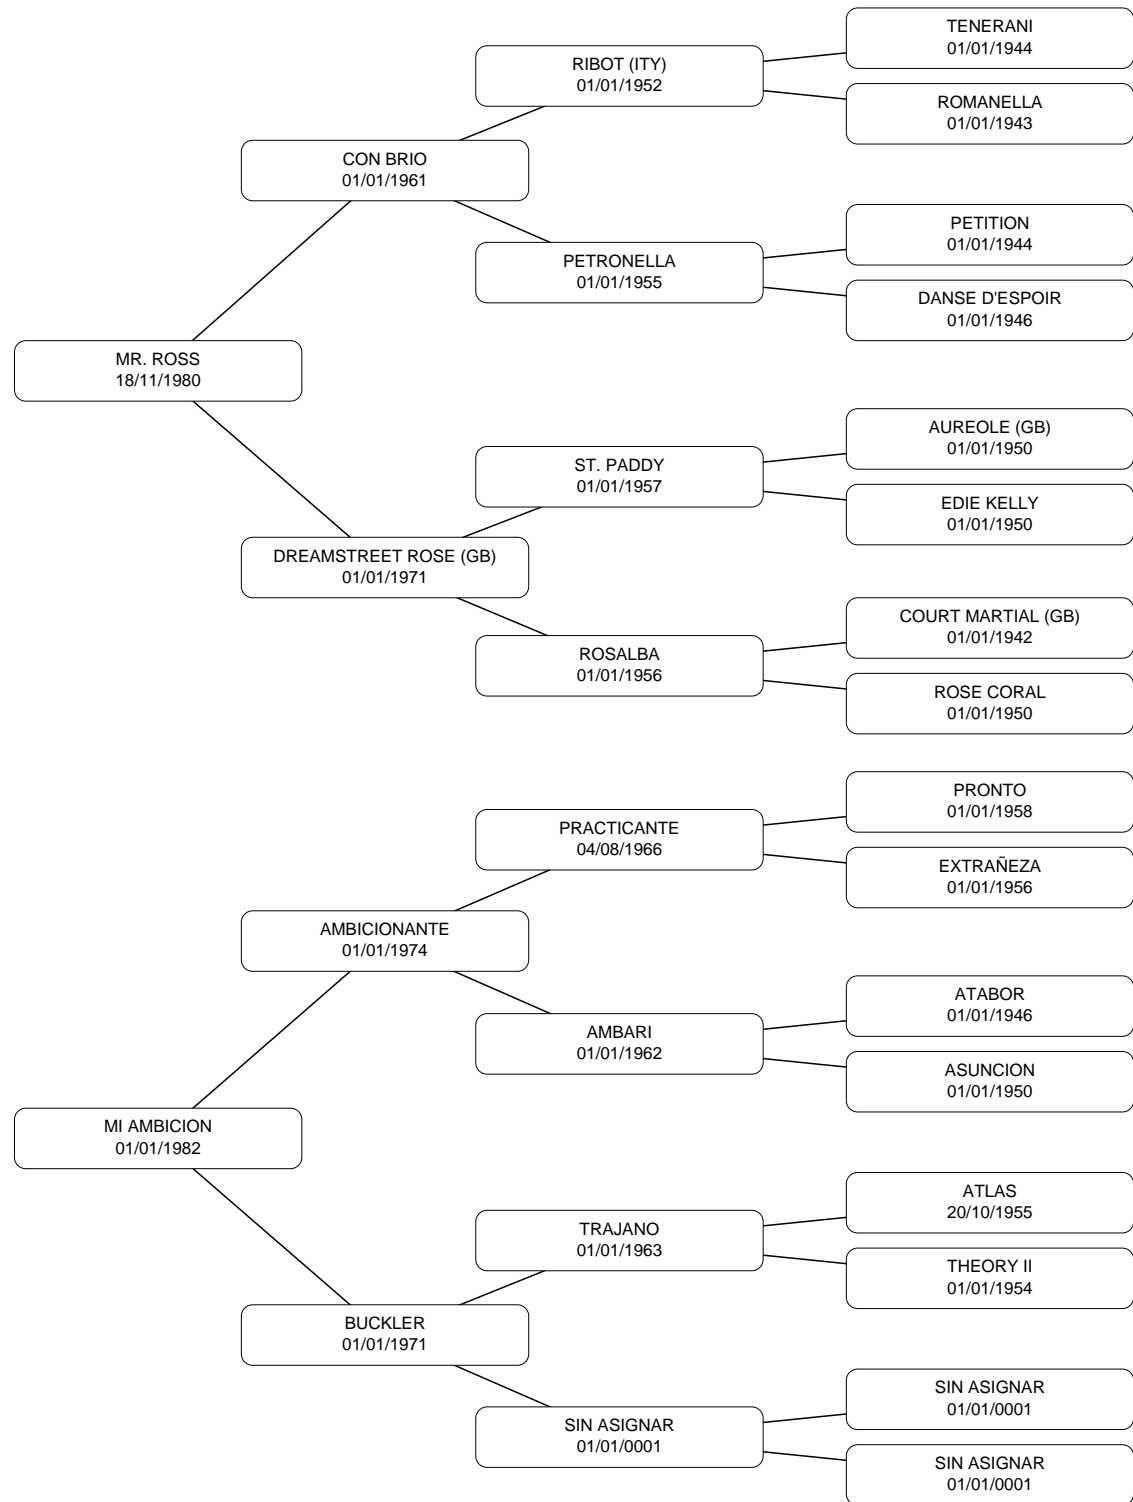 TENERANI
01/01/1944
RIBOT (ITY)
01/01/1952
ROMANELLA
01/01/1943
CON BRIO
01/01/1961
PETITION
01/01/1944
PETRONELLA
01/01/1955
DANSE D'ESPOIR
01/01/1946
MR. ROSS
18/11/1980
AUREOLE (GB)
01/01/1950
ST. PADDY
01/01/1957
EDIE KELLY
01/01/1950
DREAMSTREET ROSE (GB)
01/01/1971
COURT MARTIAL (GB)
01/01/1942
ROSALBA
01/01/1956
ROSE CORAL
01/01/1950
PRONTO
01/01/1958
PRACTICANTE
04/08/1966
EXTRAÑEZA
01/01/1956
AMBICIONANTE
01/01/1974
ATABOR
01/01/1946
AMBARI
01/01/1962
ASUNCION
01/01/1950
MI AMBICION
01/01/1982
ATLAS
20/10/1955
TRAJANO
01/01/1963
THEORY II
01/01/1954
BUCKLER
01/01/1971
SIN ASIGNAR
01/01/0001
SIN ASIGNAR
01/01/0001
SIN ASIGNAR
01/01/0001